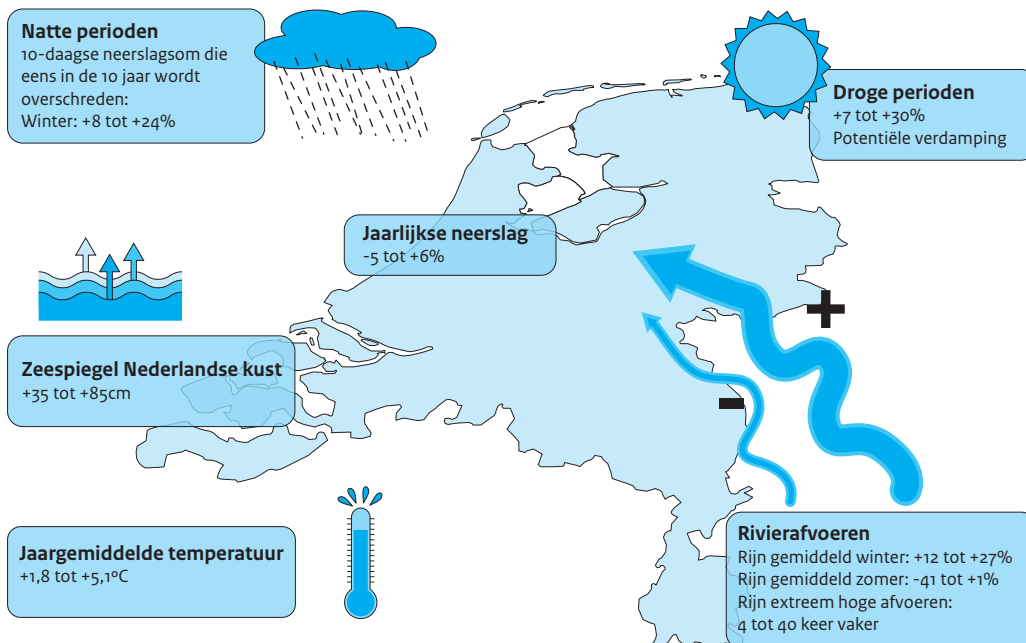 Natte perioden
10-daagse neerslagsom die
eens in de 10 jaar wordt
overschreden:
Winter: +8 tot +24%
Droge perioden
+7 tot +30%
Potentiële verdamping
Jaarlijkse neerslag
-5 tot +6%
Zeespiegel Nederlandse kust
+35 tot +85cm
Jaargemiddelde temperatuur
+1,8 tot +5,1ºC
Rivierafvoeren
Rijn gemiddeld winter: +12 tot +27%
Rijn gemiddeld zomer: -41 tot +1%
Rijn extreem hoge afvoeren:
4 tot 40 keer vaker